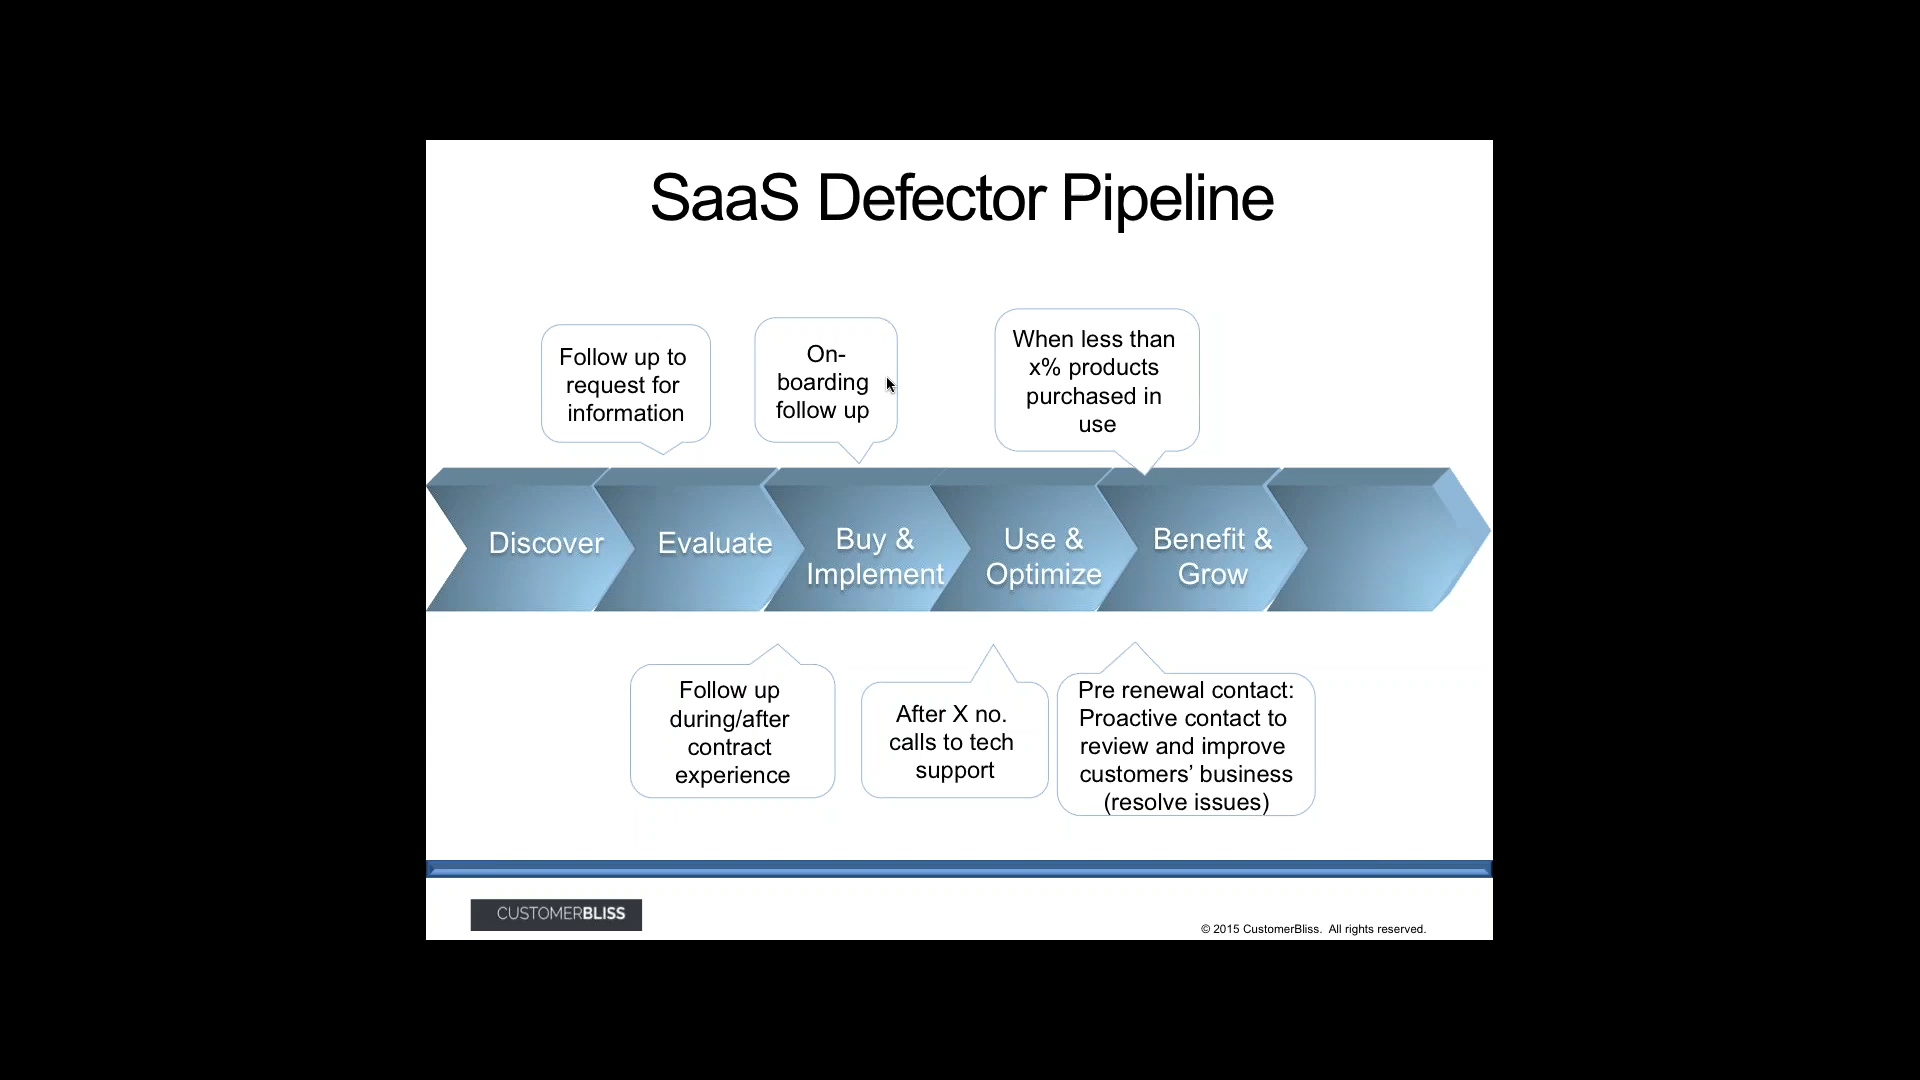 SaaS Defector Pipeline
Follow up to
request for
information
On-
boarding
follow up
When less than
x% products
purchased in
use
Discover
Evaluate
Buy &
Implement
Use &
Optimize
Benefit &
Grow
Follow up
during/after
contract
experience
After X no.
calls to tech
support
Pre renewal contact:
Proactive contact to
review and improve
customers’ business
(resolve issues)
CUSTOMERBLISS
© 2015 CustomerBliss. All rights reserved.